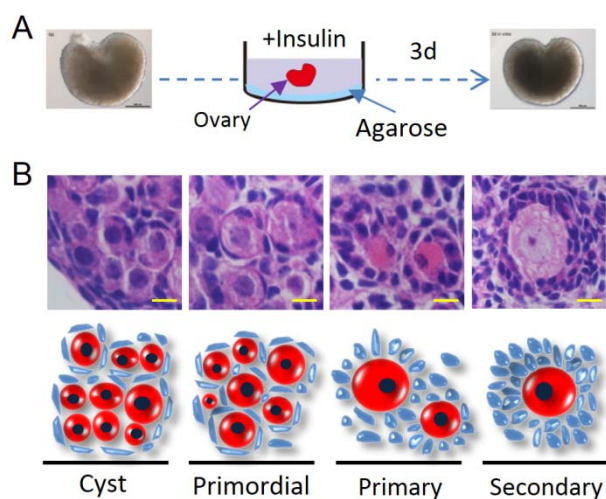 A
+Insulin
3d
Ovary
Agarose
B
Cyst
Primordial
Primary
Secondary